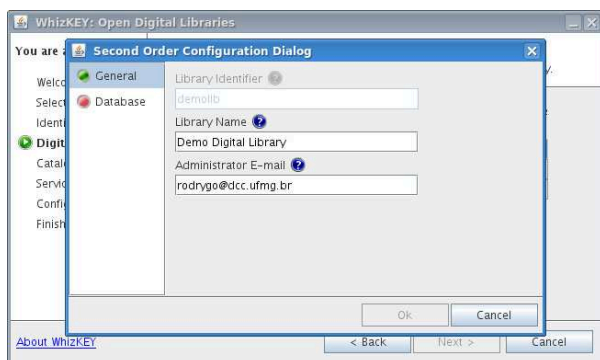 WhizKEY: Open Digital Libraries
You are a
Welco
Select
Identi
Digit
Catal
Servic
Config
Finish
y.
Second Order Configuration Dialog
General
Database
Library Identifier
demolib
Library Name
Demo Digital Library
Administrator E-mail
rodrygo@dcc.ufmg.br
Ok
Cancel
About WhizKEY
< Back
Next >
Cancel